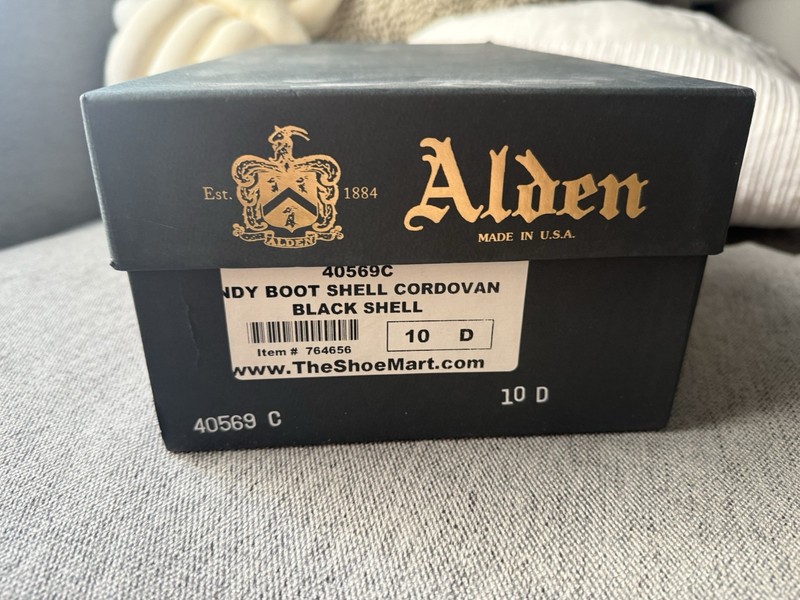 Est.
1884
ALDEN
Alden
MADE IN U.S.A.
40569C
NDY BOOT SHELL CORDOVAN
BLACK SHELL
10 D
Item # 764656
www.TheShoeMart.com
40569 C
10 D